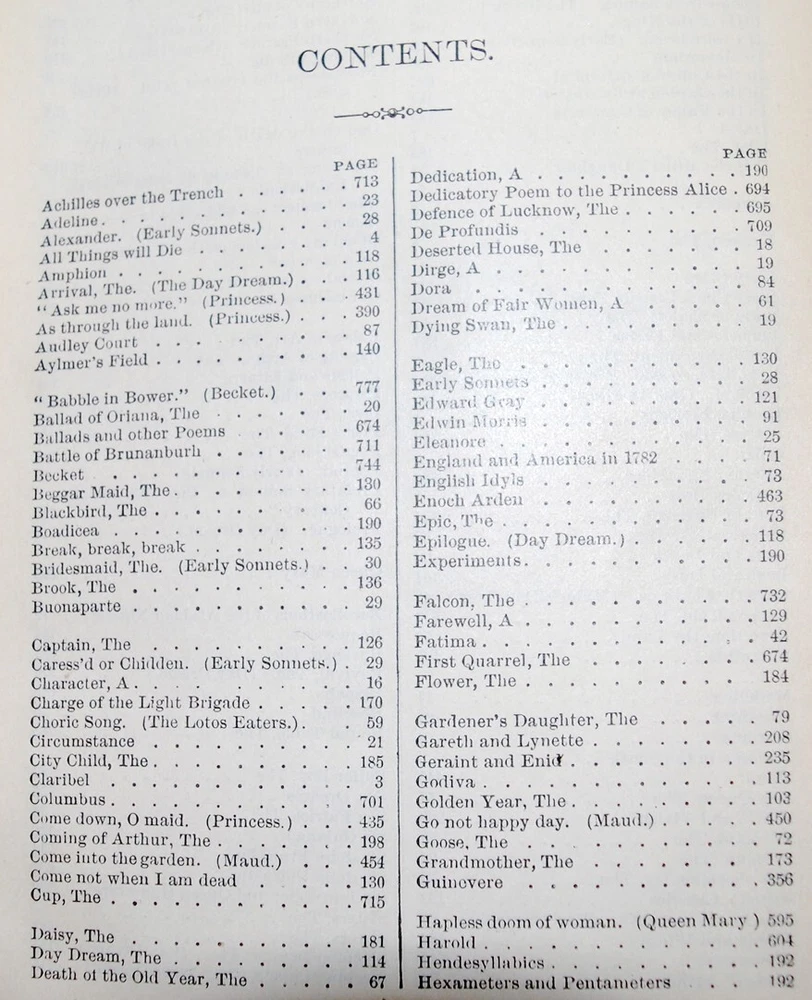 CONTENTS.
PAGE
Achilles over the Trench . . . . . . 713
Adeline . . . . . . . . . . 23
Alexander. (Early Sonnets.) . . . . 28
All Things will Die . . . . . . . 4
Amphion . . . . . . . . . . 118
Arrival, The. (The Day Dream.) . . . 116
"Ask me no more." (Princess.) . . . 431
As through the land. (Princess.) . . . 390
Audley Court . . . . . . . . 87
Aylmer's Field . . . . . . . . 140
"Babble in Bower." (Becket.) . . . 777
Ballad of Oriana, The . . . . . . 20
Ballads and other Poems . . . . . 674
Battle of Brunanburh . . . . . . 711
Becket . . . . . . . . . . 744
Beggar Maid, The . . . . . . . 130
Blackbird, The . . . . . . . . 66
Boadicea . . . . . . . . . . 190
Break, break, break . . . . . . . 135
Bridesmaid, The. (Early Sonnets.) . . 30
Brook, The . . . . . . . . . 136
Buonaparte . . . . . . . . . 29
Captain, The . . . . . . . . 126
Caress'd or Chidden. (Early Sonnets.) . 29
Character, A . . . . . . . . . 16
Charge of the Light Brigade . . . . . 170
Choric Song. (The Lotos Eaters.) . . 59
Circumstance . . . . . . . . . 21
City Child, The . . . . . . . . 185
Claribel . . . . . . . . . . 3
Columbus . . . . . . . . . . 701
Come down, O maid. (Princess.) . . . 435
Coming of Arthur, The . . . . . . 198
Come into the garden. (Maud.) . . . 454
Come not when I am dead . . . . 130
Cup, The . . . . . . . . . . 715
Daisy, The . . . . . . . . . 181
Day Dream, The . . . . . . . . 114
Death of the Old Year, The . . . . . 67
PAGE
Dedication, A . . . . . . . . . 190
Dedicatory Poem to the Princess Alice . 694
Defence of Lucknow, The . . . . . . 695
De Profundis . . . . . . . . . 709
Deserted House, The . . . . . . . 18
Dirge, A . . . . . . . . . . 19
Dora . . . . . . . . . . . 84
Dream of Fair Women, A . . . . . 61
Dying Swan, The . . . . . . . . 19
Eagle, The . . . . . . . . . 130
Early Sonnets . . . . . . . . 28
Edward Gray . . . . . . . . . 121
Edwin Morris . . . . . . . . . 91
Eleanore . . . . . . . . . . 25
England and America in 1782 . . . . 71
English Idyls . . . . . . . . 73
Enoch Arden . . . . . . . . . 463
Epic, The . . . . . . . . . . 73
Epilogue. (Day Dream.) . . . . . . 118
Experiments . . . . . . . . . 190
Falcon, The . . . . . . . . . 732
Farewell, A . . . . . . . . . 129
Fatima . . . . . . . . . . . 42
First Quarrel, The . . . . . . . 674
Flower, The . . . . . . . . . 184
Gardener's Daughter, The . . . . . 79
Gareth and Lynette . . . . . . . 208
Geraint and Enid . . . . . . . . 235
Godiva . . . . . . . . . . . 113
Golden Year, The . . . . . . . . 103
Go not happy day. (Maud.) . . . . . 450
Goose, The . . . . . . . . . 72
Grandmother, The . . . . . . . 173
Guinevere . . . . . . . . . 356
Hapless doom of woman. (Queen Mary ) 595
Harold . . . . . . . . . . . 604
Hendesyllabics . . . . . . . . 192
Hexameters and Pentameters . . . 192